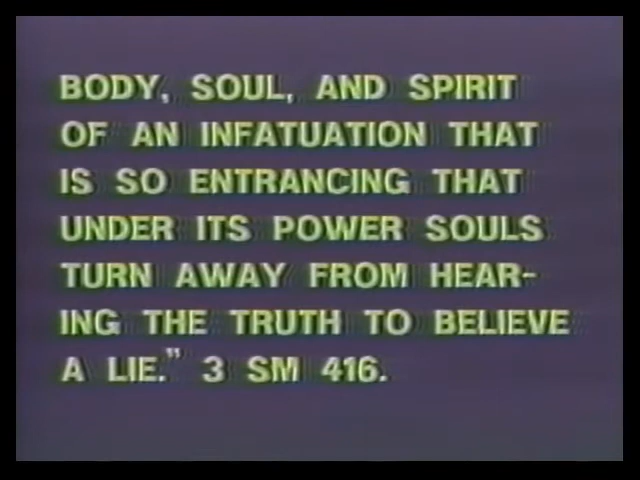 BODY, SOUL, AND SPIRIT
OF AN INFATUATION THAT
IS SO ENTRANCING THAT
UNDER ITS POWER SOULS
TURN AWAY FROM HEAR-
ING THE TRUTH TO BELIEVE
A LIE." 3 SM 416.